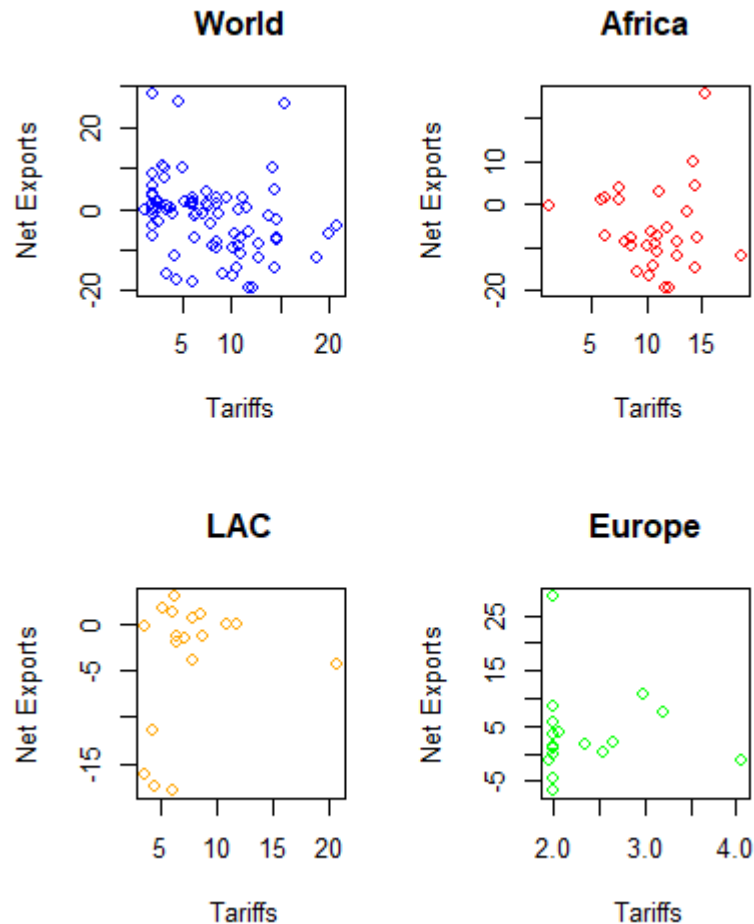 World
Net Exports
20
0
-20
5 10 20
Tariffs
Africa
Net Exports
10
0
-20
5 10 15
Tariffs
LAC
Net Exports
0
-5
-15
5 10 15 20
Tariffs
Europe
Net Exports
25
15
5
-5
2.0 3.0 4.0
Tariffs